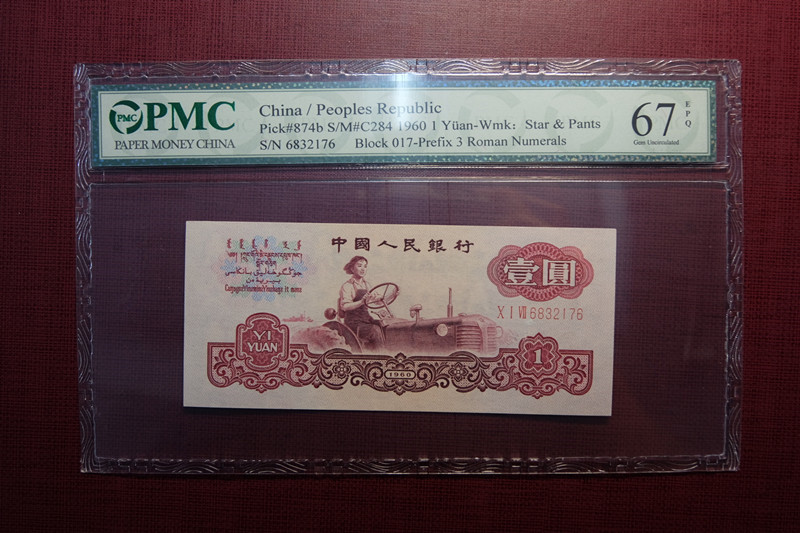 PMC
PMC
PAPER MONEY CHINA
China / Peoples Republic
Pick#874b S/M#C284 1960 1 Yüan-Wmk: Star & Pants
S/N 6832176 Block 017-Prefix 3 Roman Numerals
67
EPQ
Gem Uncirculated
中國人民銀行
壹圓
X I VII 6832176
YI
YUAN
1960
1